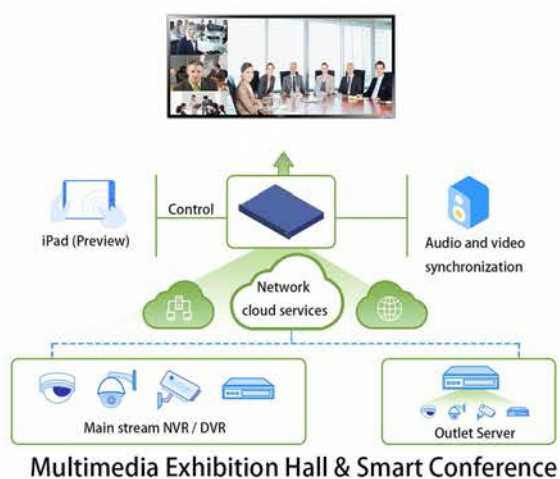 Control
iPad (Preview)
Audio and video
synchronization
Network
cloud services
Main stream NVR / DVR
Outlet Server
Multimedia Exhibition Hall & Smart Conference